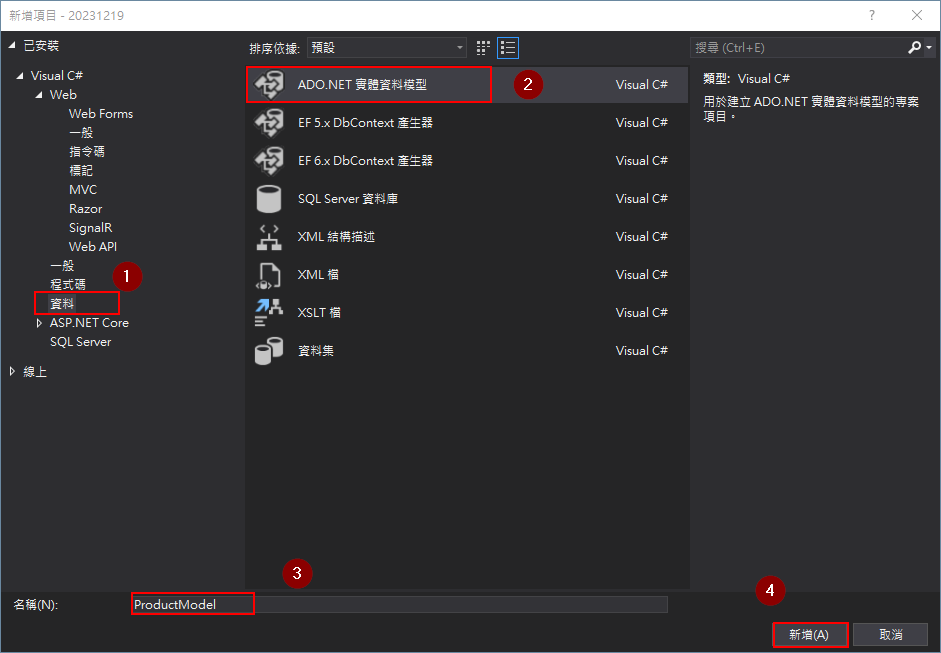 新增項目 - 20231219
?
已安裝
Visual C#
Web
Web Forms
一般
指令碼
標記
MVC
Razor
SignalR
Web API
一般
程式碼
1
資料
ASP.NET Core
SQL Server
線上
排序依據: 預設
ADO.NET 實體資料模型 2 Visual C#
EF 5.x DbContext 產生器 Visual C#
EF 6.x DbContext 產生器 Visual C#
SQL Server 資料庫 Visual C#
XML 結構描述 Visual C#
XML 檔 Visual C#
XSLT 檔 Visual C#
資料集 Visual C#
搜尋 (Ctrl+E)
類型: Visual C#
用於建立 ADO.NET 實體資料模型的專案
項目。
3
名稱(N): ProductModel
4
新增(A) 取消